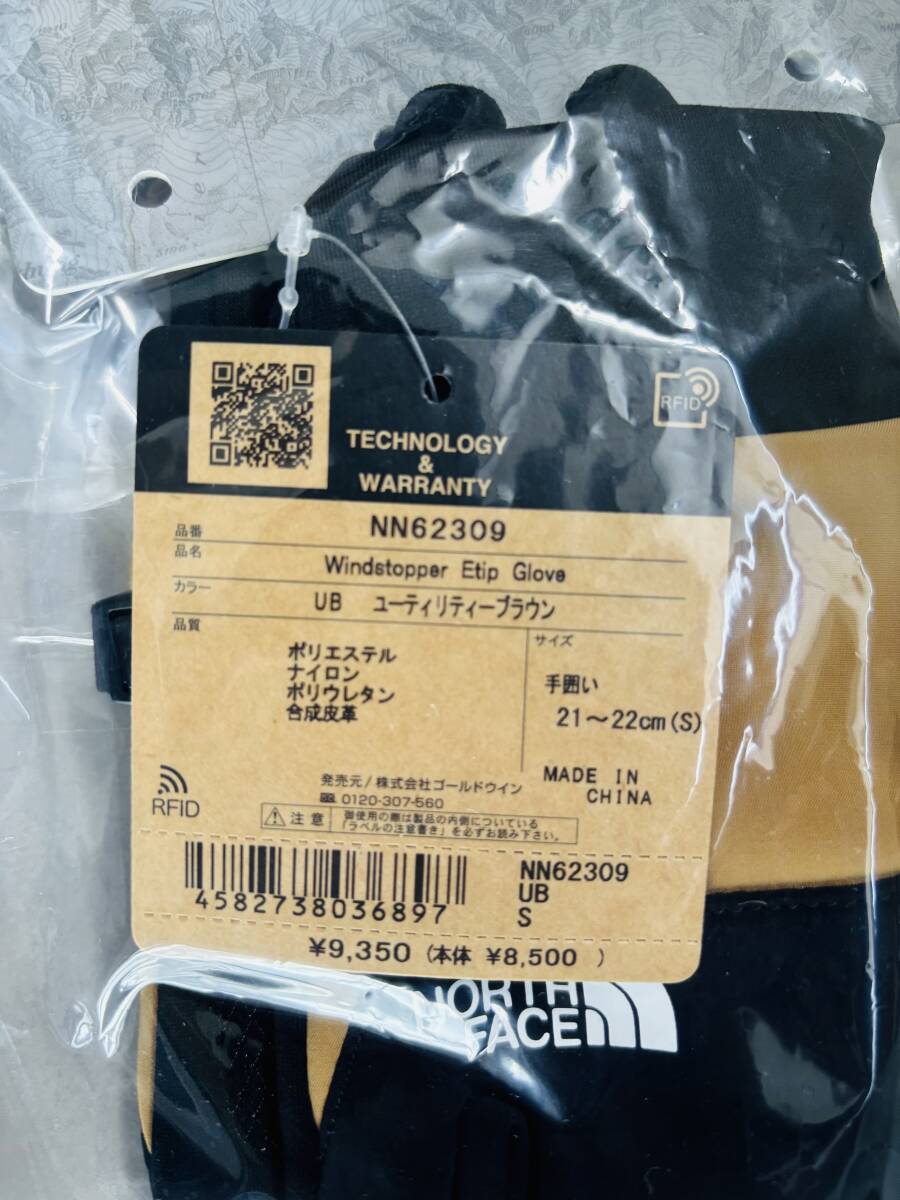 TECHNOLOGY
&
WARRANTY
RFID
品番 NN62309
品名 Windstopper Etip Glove
カラー UB ユーティリティーブラウン
品質
ポリエステル
ナイロン
ポリウレタン
合成皮革
サイズ
手囲い
21～22cm(S)
MADE IN
CHINA
RFID
発売元/株式会社ゴールドウイン
0120-307-560
注意 御使用の際は製品の内側についている
「ラベルの注意書き」を必ずお読み下さい。
4582738036897
NN62309
UB
S
¥9,350 (本体 ¥8,500 )
NORTH
FACE